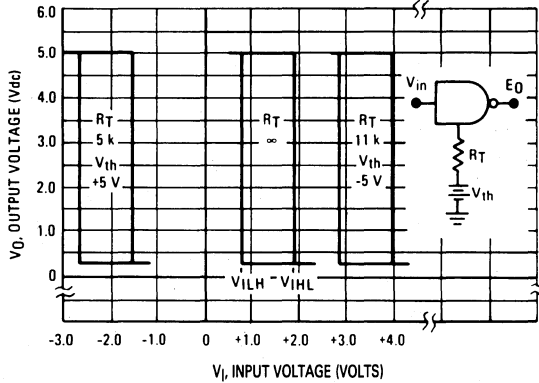 6.0
5.0
4.0
3.0
2.0
1.0
0
VO, OUTPUT VOLTAGE (Vdc)
RT
5 k
Vth
+5 V
RT
∞
RT
11 k
Vth
-5 V
Vin
EO
RT
Vth
VILH
VIHL
-3.0 -2.0 -1.0 0 +1.0 +2.0 +3.0 +4.0
VI, INPUT VOLTAGE (VOLTS)